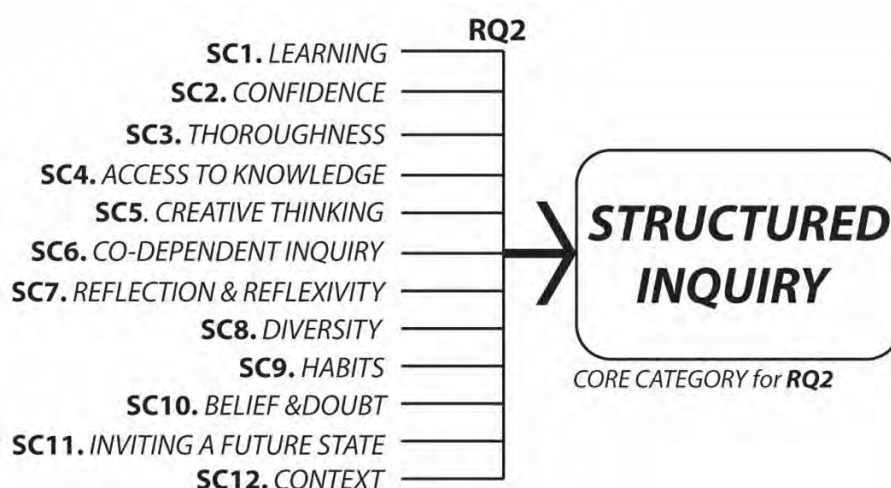 RQ2
SC1. LEARNING
SC2. CONFIDENCE
SC3. THOROUGHNESS
SC4. ACCESS TO KNOWLEDGE
SC5. CREATIVE THINKING
SC6. CO-DEPENDENT INQUIRY
SC7. REFLECTION & REFLEXIVITY
SC8. DIVERSITY
SC9. HABITS
SC10. BELIEF &DOUBT
SC11. INVITING A FUTURE STATE
SC12. CONTEXT
STRUCTURED
INQUIRY
CORE CATEGORY for RQ2